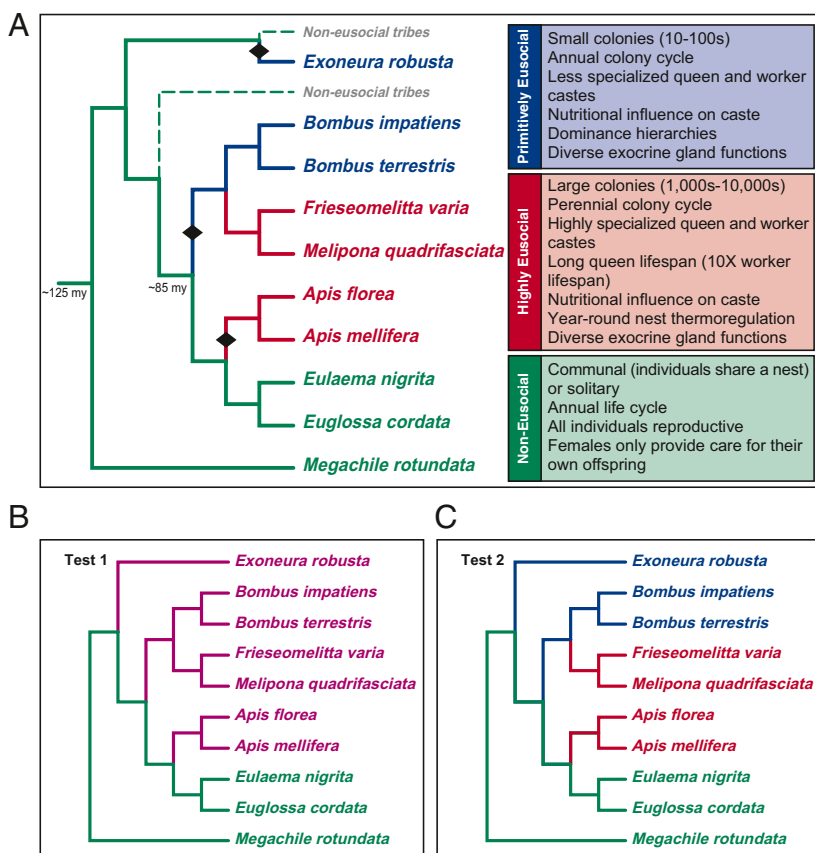 A
Non-eusocial tribes
Exoneura robusta
Non-eusocial tribes
Bombus impatiens
Bombus terrestris
Frieseomelitta varia
Melipona quadrifasciata
Apis florea
Apis mellifera
Eulaema nigrita
Euglossa cordata
Megachile rotundata
~125 my
~85 my
Primitively Eusocial
Small colonies (10-100s)
Annual colony cycle
Less specialized queen and worker
castes
Nutritional influence on caste
Dominance hierarchies
Diverse exocrine gland functions
Highly Eusocial
Large colonies (1,000s-10,000s)
Perennial colony cycle
Highly specialized queen and worker
castes
Long queen lifespan (10X worker
lifespan)
Nutritional influence on caste
Year-round nest thermoregulation
Diverse exocrine gland functions
Non-Eusocial
Communal (individuals share a nest)
or solitary
Annual life cycle
All individuals reproductive
Females only provide care for their
own offspring
B
Test 1
Exoneura robusta
Bombus impatiens
Bombus terrestris
Frieseomelitta varia
Melipona quadrifasciata
Apis florea
Apis mellifera
Eulaema nigrita
Euglossa cordata
Megachile rotundata
C
Test 2
Exoneura robusta
Bombus impatiens
Bombus terrestris
Frieseomelitta varia
Melipona quadrifasciata
Apis florea
Apis mellifera
Eulaema nigrita
Euglossa cordata
Megachile rotundata